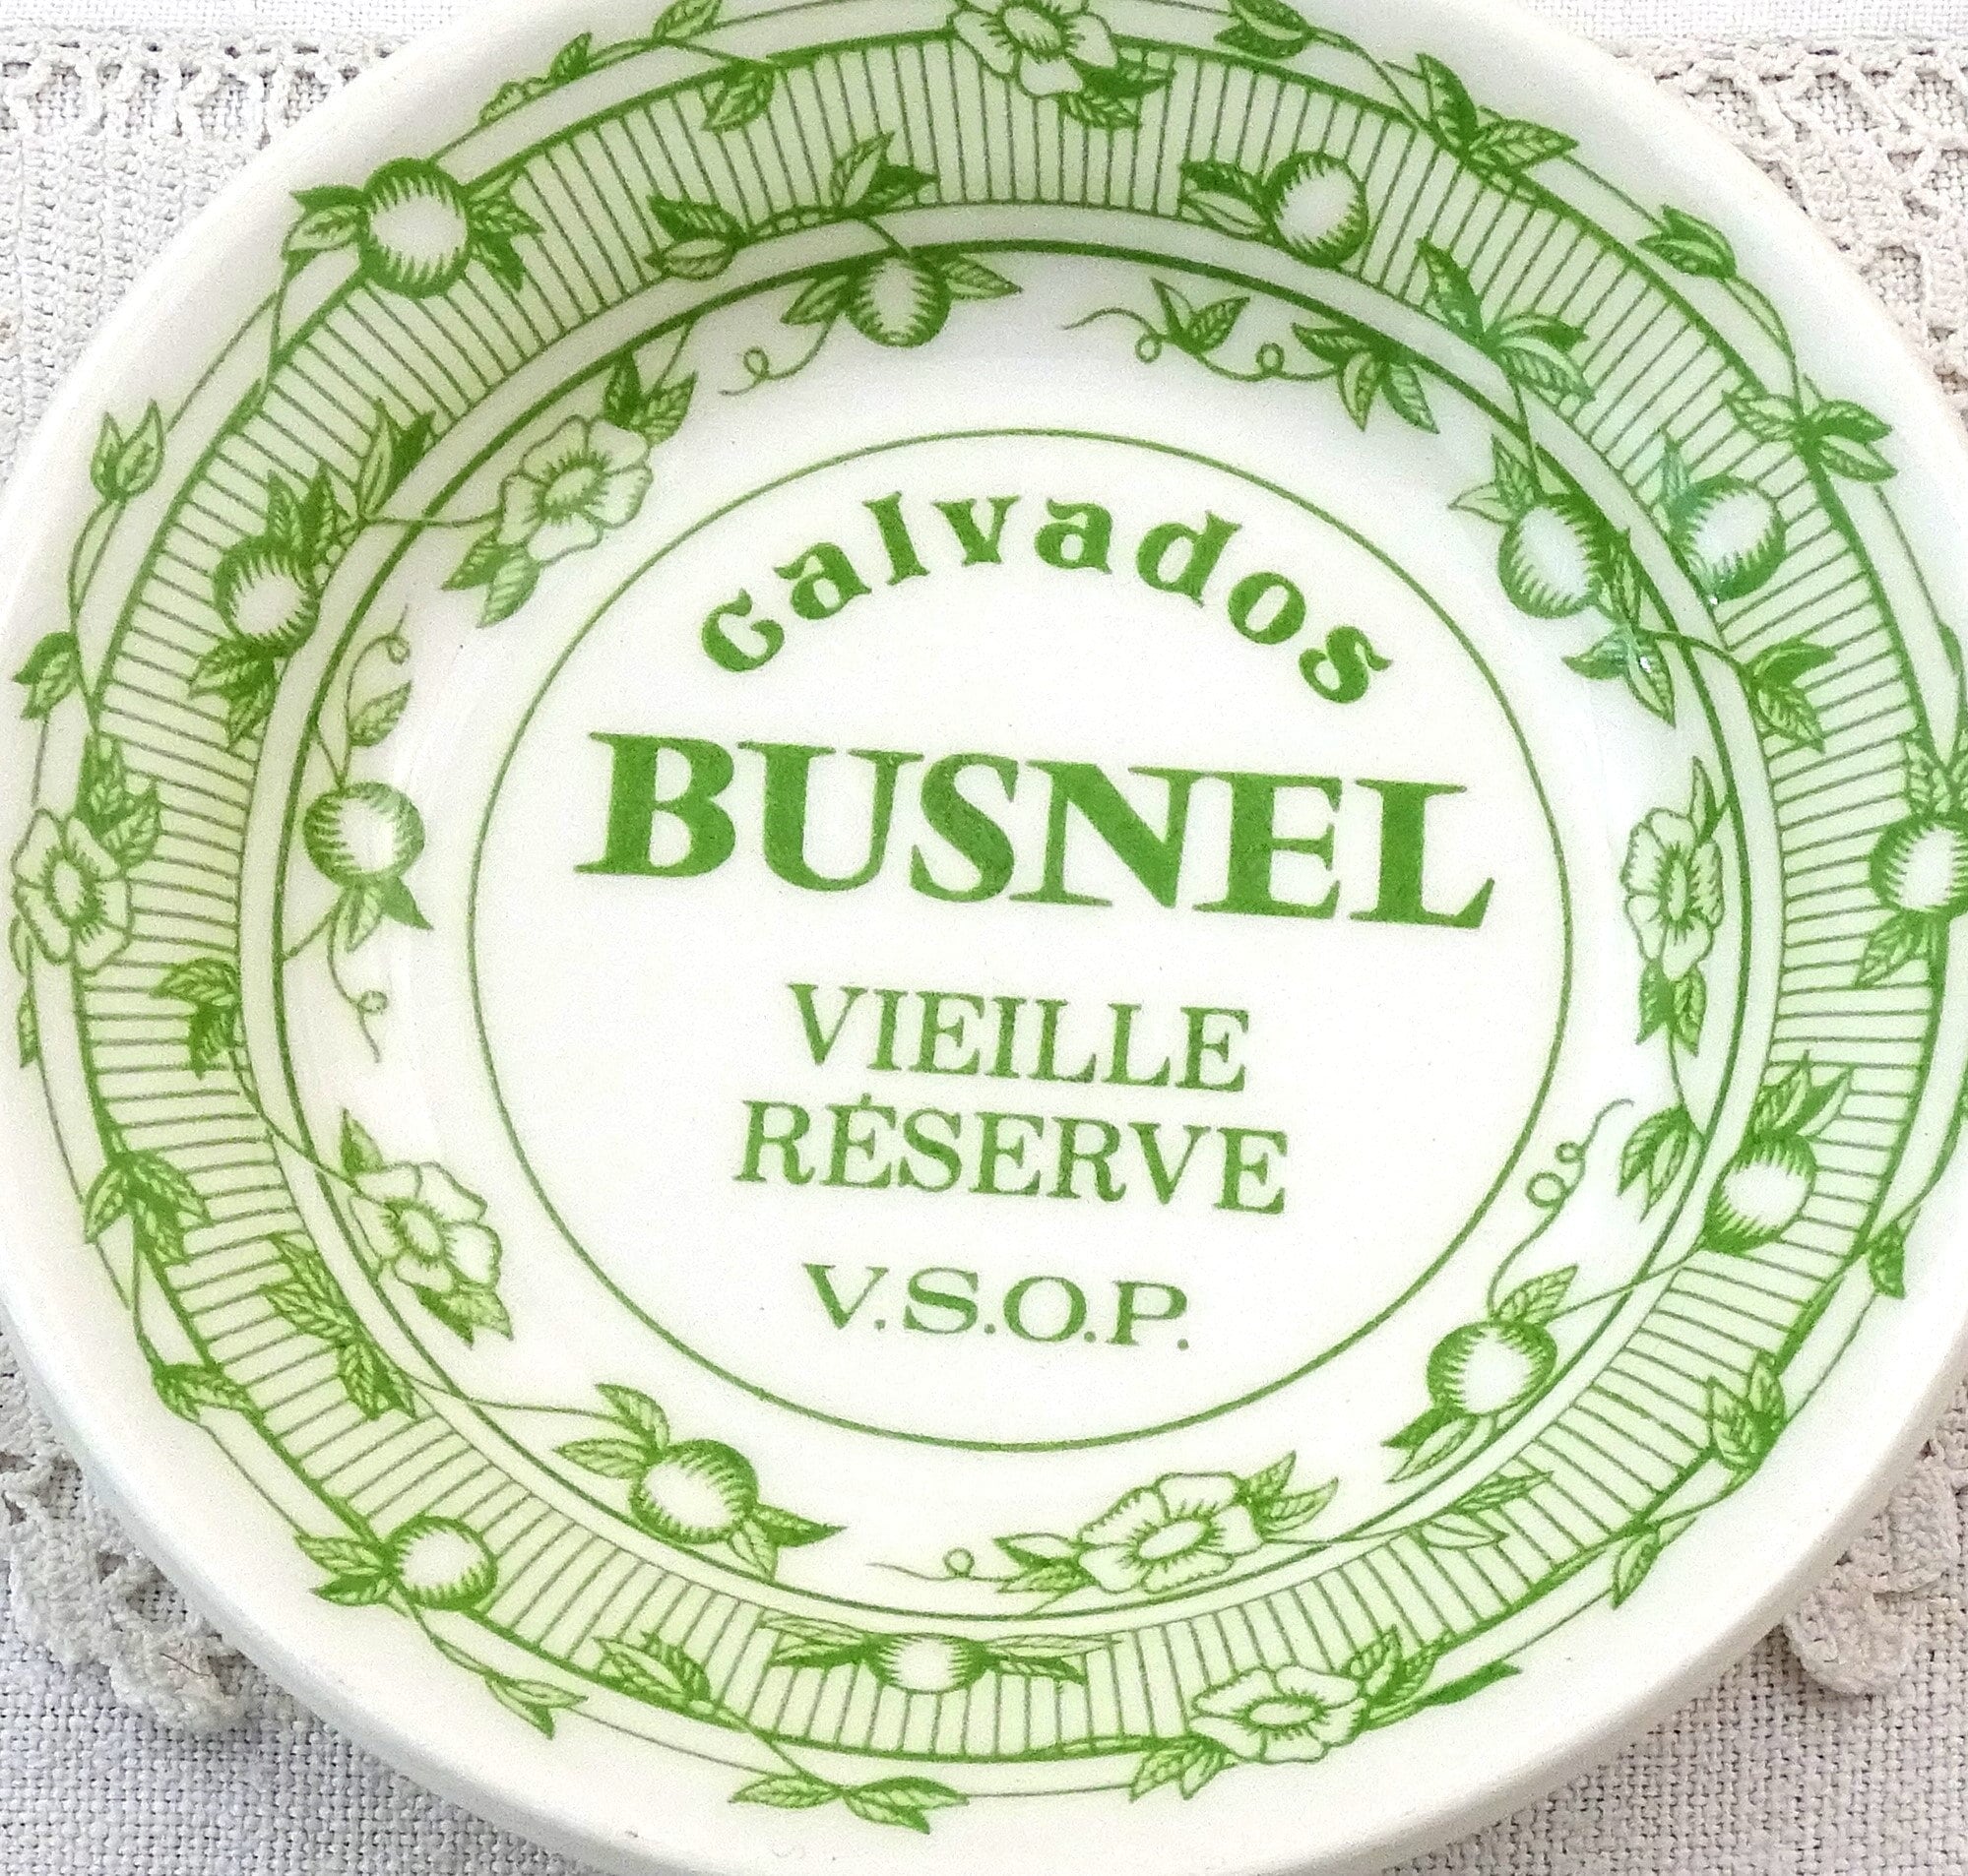 calvados
BUSNEL
VIEILLE
RÉSERVE
V.S.O.P.